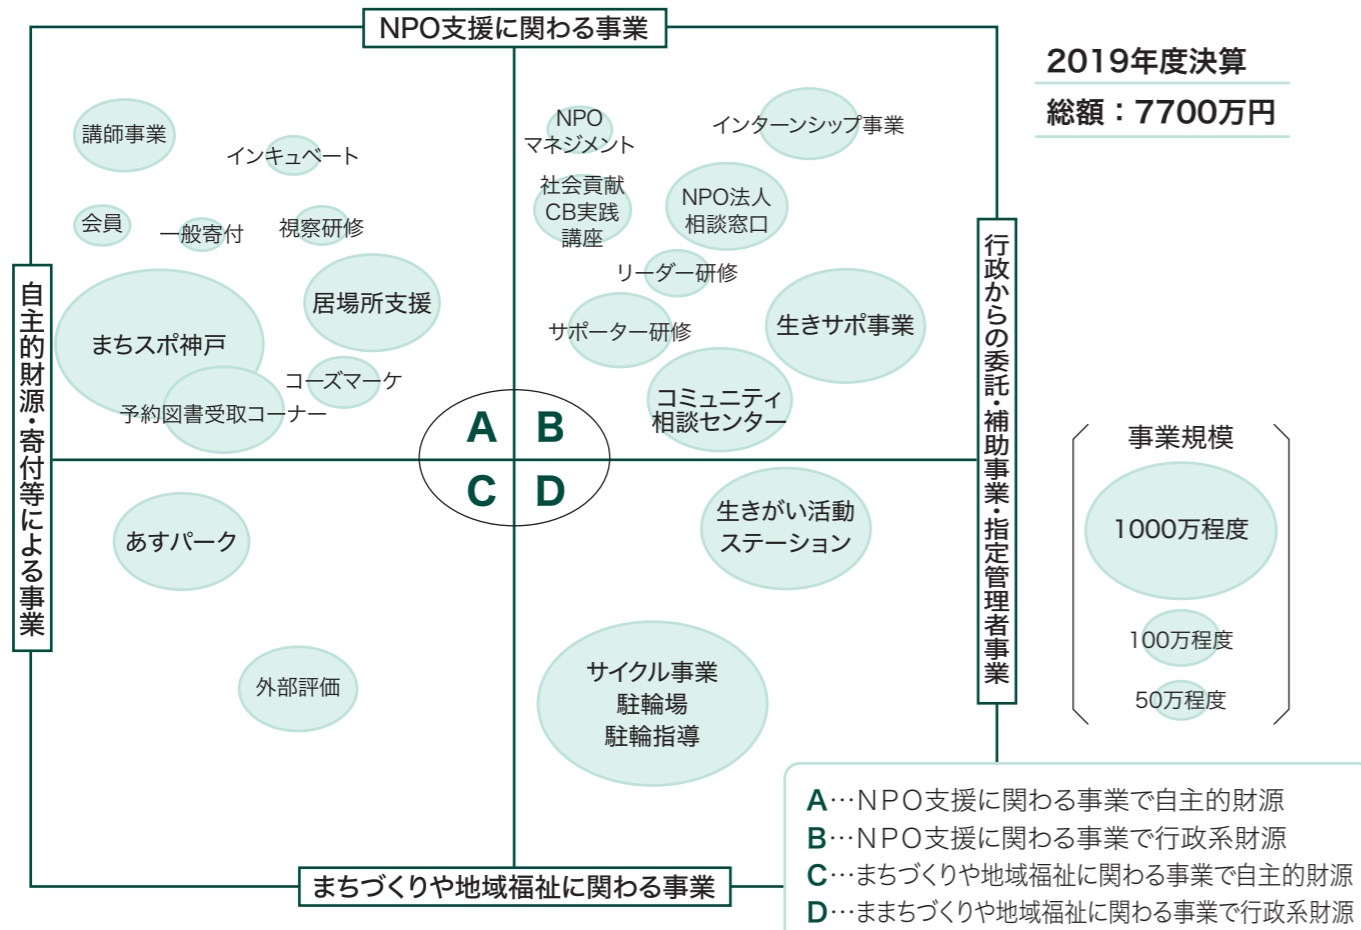 NPO支援に関わる事業
2019年度決算
総額：7700万円
講師事業
インキュベート
会員
一般寄付
視察研修
居場所支援
まちスポ神戸
コーズマーケ
予約図書受取コーナー
NPO
マネジメント
インターンシップ事業
社会貢献
CB実践
講座
NPO法人
相談窓口
リーダー研修
サポーター研修
生きサポ事業
コミュニティ
相談センター
自主的財源・寄付等による事業
行政からの委託・補助事業・指定管理者事業
A
B
C
D
あすパーク
外部評価
生きがい活動
ステーション
サイクル事業
駐輪場
駐輪指導
事業規模
1000万程度
100万程度
50万程度
まちづくりや地域福祉に関わる事業
A…NPO支援に関わる事業で自主的財源
B…NPO支援に関わる事業で行政系財源
C…まちづくりや地域福祉に関わる事業で自主的財源
D…ままちづくりや地域福祉に関わる事業で行政系財源